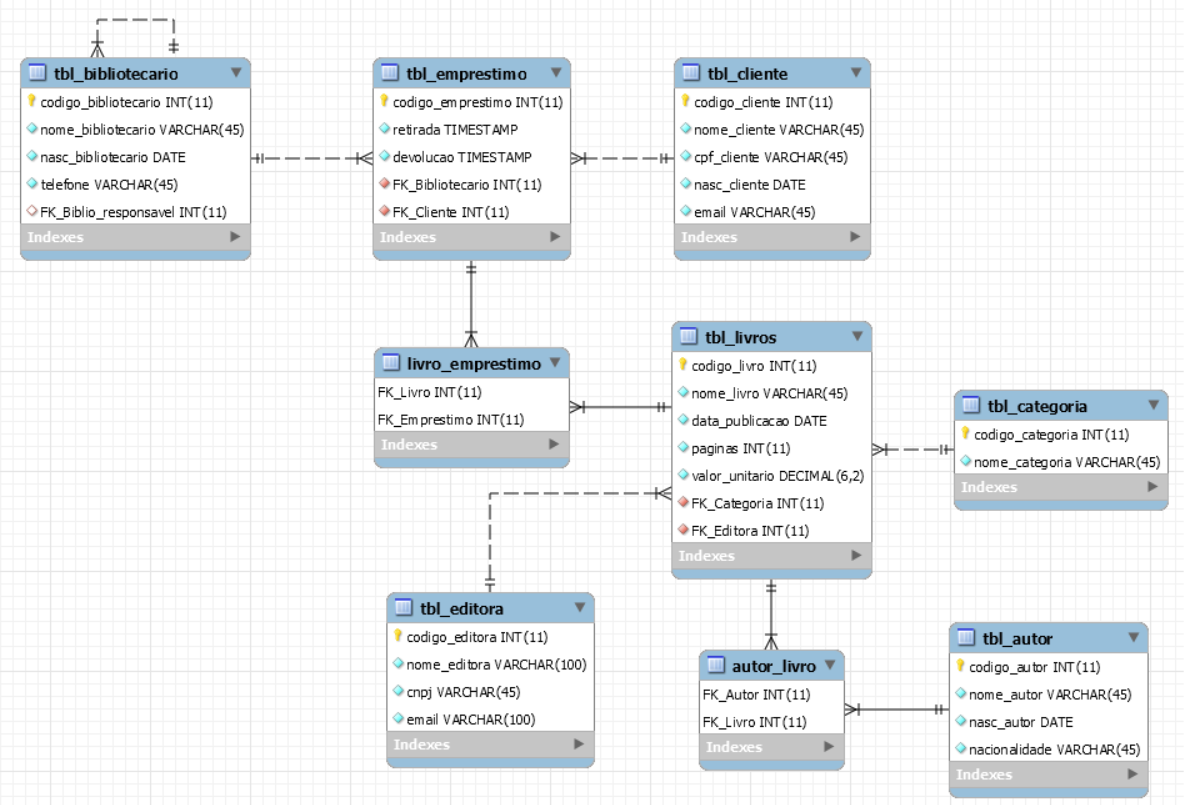 tbl_bibliotecario
codigo_bibliotecario INT(11)
nome_bibliotecario VARCHAR(45)
nasc_bibliotecario DATE
telefone VARCHAR(45)
FK_Biblio_responsavel INT(11)
Indexes
tbl_emprestimo
codigo_emprestimo INT(11)
retirada TIMESTAMP
devolucao TIMESTAMP
FK_Bibliotecario INT(11)
FK_Cliente INT(11)
Indexes
tbl_cliente
codigo_cliente INT(11)
nome_cliente VARCHAR(45)
cpf_cliente VARCHAR(45)
nasc_cliente DATE
email VARCHAR(45)
Indexes
livro_emprestimo
FK_Livro INT(11)
FK_Emprestimo INT(11)
Indexes
tbl_livros
codigo_livro INT(11)
nome_livro VARCHAR(45)
data_publicacao DATE
paginas INT(11)
valor_unitario DECIMAL(6,2)
FK_Categoria INT(11)
FK_Editora INT(11)
Indexes
tbl_categoria
codigo_categoria INT(11)
nome_categoria VARCHAR(45)
Indexes
tbl_editora
codigo_editora INT(11)
nome_editora VARCHAR(100)
cnpj VARCHAR(45)
email VARCHAR(100)
Indexes
autor_livro
FK_Autor INT(11)
FK_Livro INT(11)
Indexes
tbl_autor
codigo_autor INT(11)
nome_autor VARCHAR(45)
nasc_autor DATE
nacionalidade VARCHAR(45)
Indexes